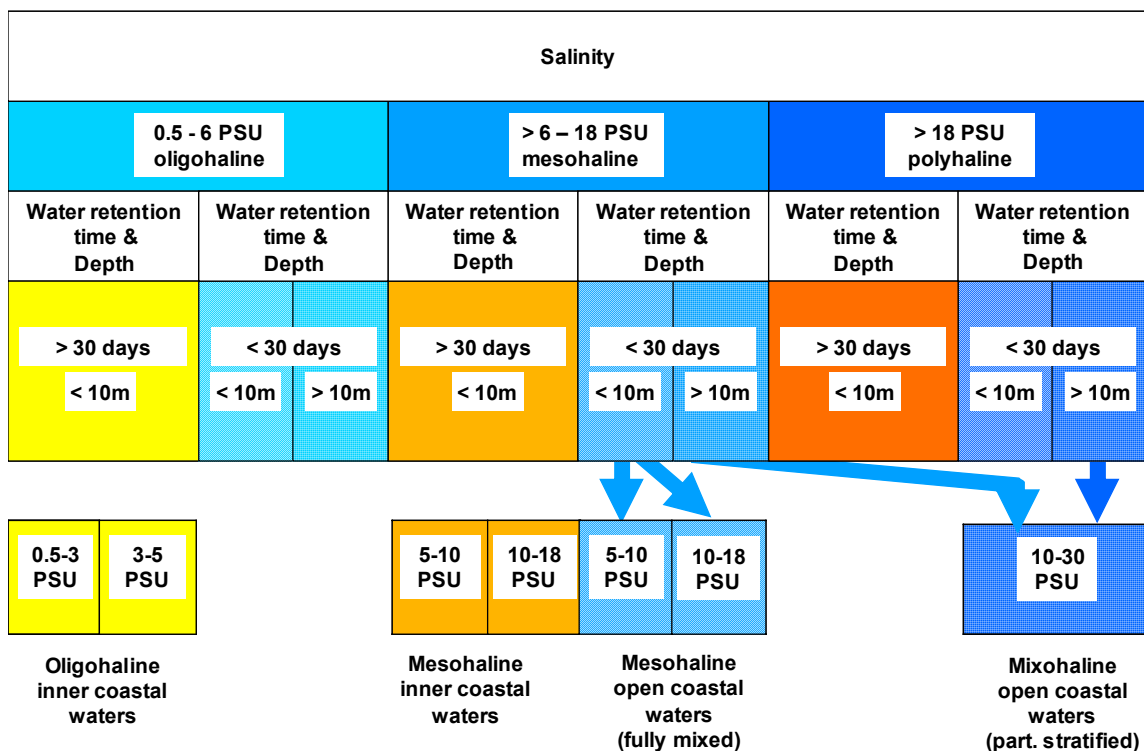 Salinity
0.5 - 6 PSU
oligohaline
> 6 – 18 PSU
mesohaline
> 18 PSU
polyhaline
Water retention
time &
Depth
Water retention
time &
Depth
Water retention
time &
Depth
Water retention
time &
Depth
Water retention
time &
Depth
Water retention
time &
Depth
> 30 days
< 10m
< 30 days
< 10m
> 10m
> 30 days
< 10m
< 30 days
< 10m
> 10m
> 30 days
< 10m
< 30 days
< 10m
> 10m
0.5-3
PSU
3-5
PSU
5-10
PSU
10-18
PSU
5-10
PSU
10-18
PSU
10-30
PSU
Oligohaline
inner coastal
waters
Mesohaline
inner coastal
waters
Mesohaline
open coastal
waters
(fully mixed)
Mixohaline
open coastal
waters
(part. stratified)